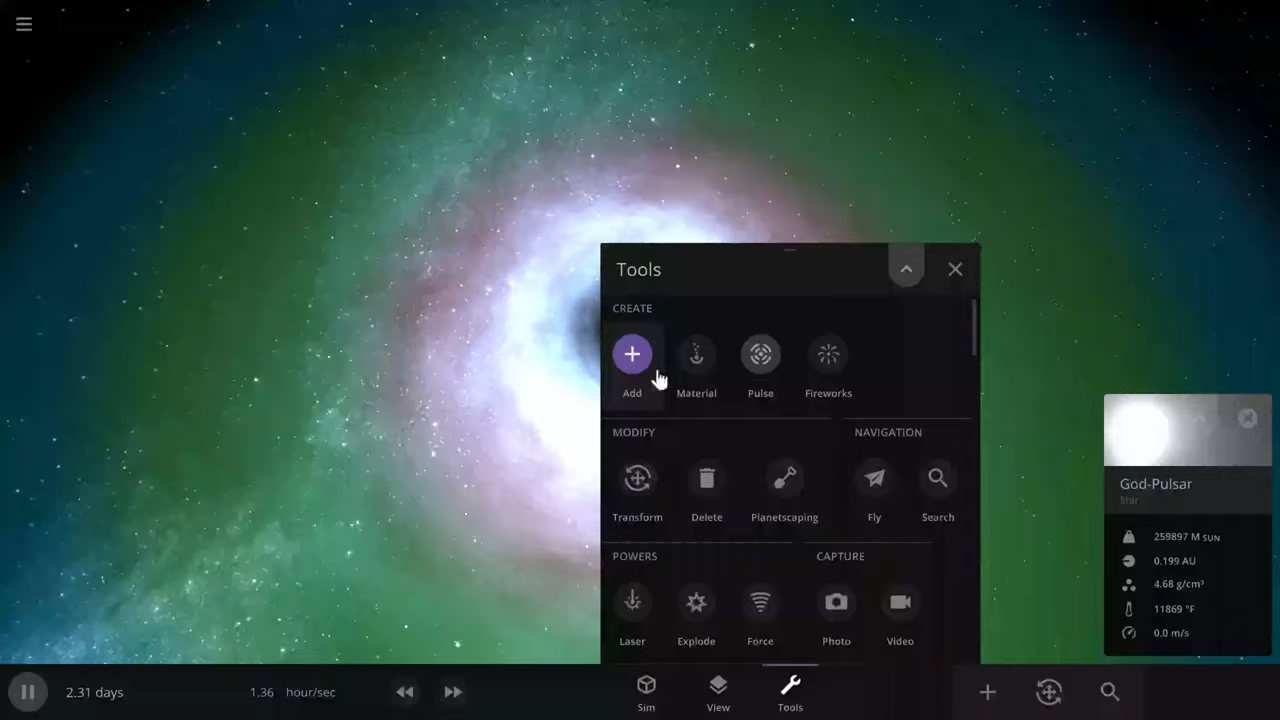 Tools
CREATE
Add Material Pulse Fireworks
MODIFY NAVIGATION
Transform Delete Planetscaping Fly Search
POWERS CAPTURE
Laser Explode Force Photo Video
God-Pulsar
Star
259897 M SUN
0.199 AU
4.68 g/cm³
11869 °F
0.0 m/s
2.31 days 1.36 hour/sec
Sim View Tools